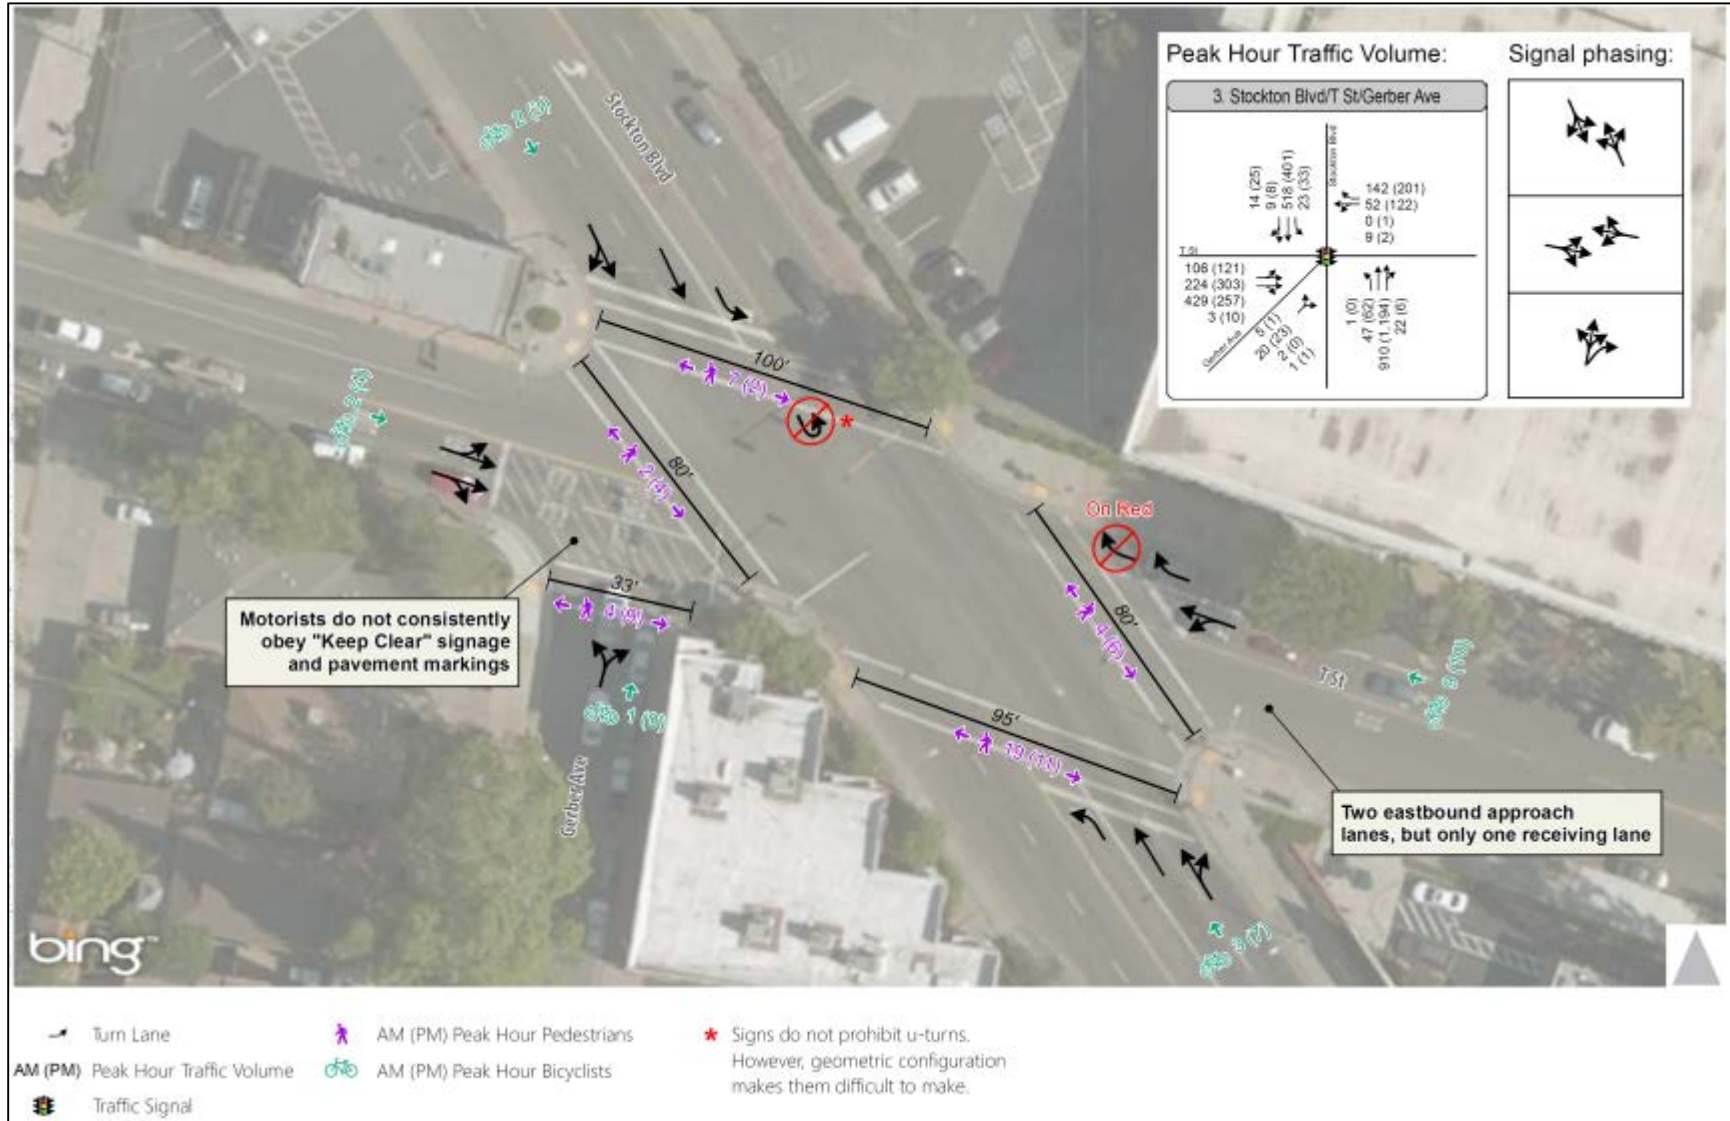 Peak Hour Traffic Volume:
Signal phasing:
3. Stockton Blvd/T St/Gerber Ave
Stockton Blvd
14 (25)
9 (8)
518 (401)
23 (33)
142 (201)
52 (122)
0 (1)
9 (2)
T St
108 (121)
224 (303)
429 (257)
3 (10)
Gerber Ave
5 (1)
20 (23)
2 (0)
1 (1)
1 (0)
47 (62)
910 (1,194)
22 (6)
Stockton Blvd
100'
7 (2)
*
80'
2 (4)
On Red
33'
4 (9)
Motorists do not consistently
obey "Keep Clear" signage
and pavement markings
80'
4 (6)
T St
95'
19 (11)
Gerber Ave
Two eastbound approach
lanes, but only one receiving lane
3 (7)
bing™
Turn Lane
AM (PM) Peak Hour Pedestrians
* Signs do not prohibit u-turns.
However, geometric configuration
makes them difficult to make.
AM (PM) Peak Hour Traffic Volume
AM (PM) Peak Hour Bicyclists
Traffic Signal